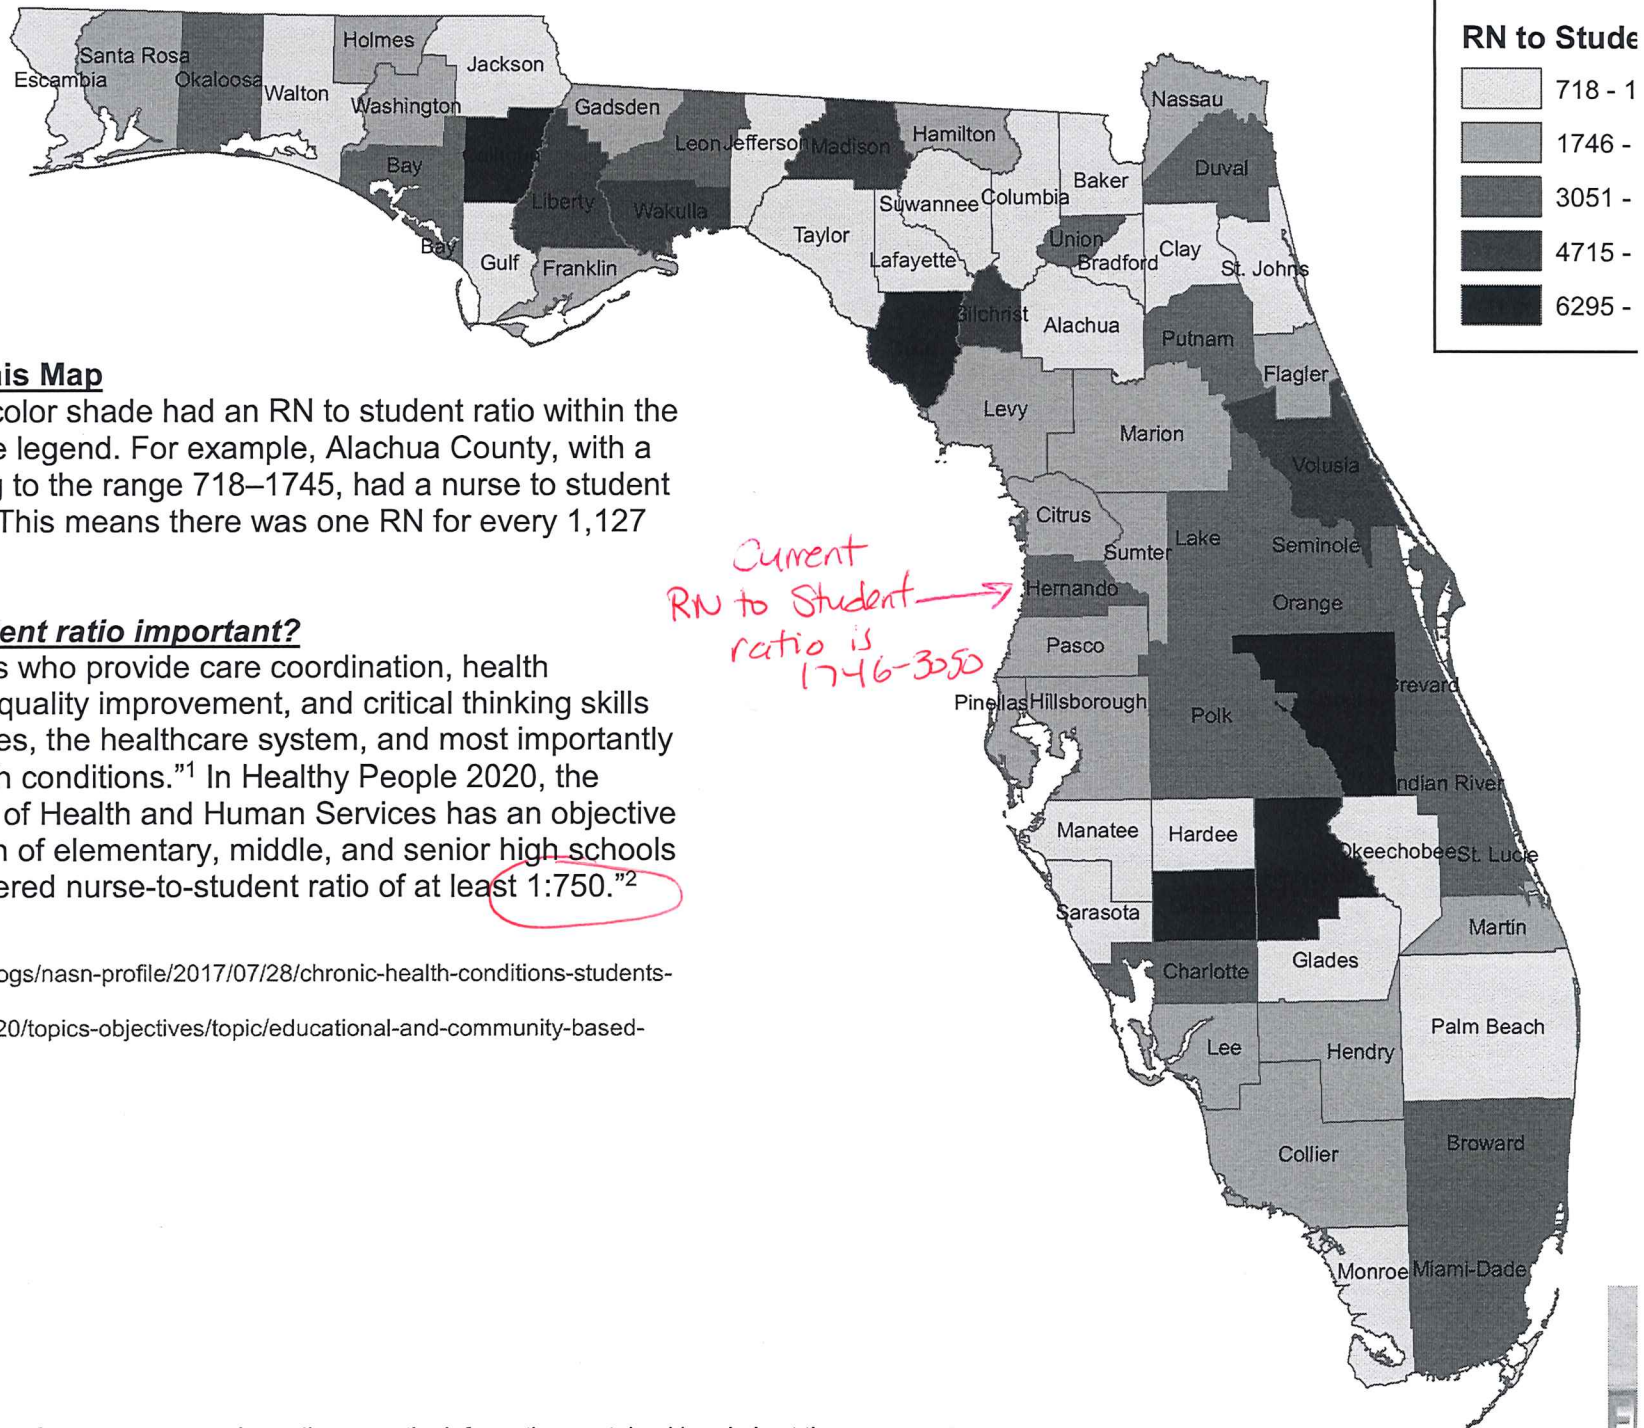 RN to Stude
718 - 1
1746 -
3051 -
4715 -
6295 -
Escambia
Santa Rosa
Okaloosa
Walton
Holmes
Washington
Jackson
Bay
Bay
Gulf
Gadsden
Liberty
Franklin
Leon
Wakulla
Jefferson
Madison
Taylor
Hamilton
Suwannee
Lafayette
Columbia
Baker
Union
Bradford
Nassau
Duval
Clay
St. Johns
Gilchrist
Alachua
Putnam
Flagler
Levy
Marion
Volusia
Citrus
Sumter
Lake
Seminole
Hernando
Orange
Pasco
Pinellas
Hillsborough
Polk
Brevard
Indian River
Manatee
Hardee
Okeechobee
St. Lucie
Sarasota
Martin
Charlotte
Glades
Lee
Hendry
Palm Beach
Collier
Broward
Monroe
Miami-Dade
is Map
color shade had an RN to student ratio within the
e legend. For example, Alachua County, with a
g to the range 718–1745, had a nurse to student
This means there was one RN for every 1,127
ent ratio important?
s who provide care coordination, health
quality improvement, and critical thinking skills
es, the healthcare system, and most importantly
h conditions.”1 In Healthy People 2020, the
of Health and Human Services has an objective
n of elementary, middle, and senior high schools
ered nurse-to-student ratio of at least 1:750.”2
ogs/nasn-profile/2017/07/28/chronic-health-conditions-students-
20/topics-objectives/topic/educational-and-community-based-
Current
RN to Student
ratio is
1746-3050